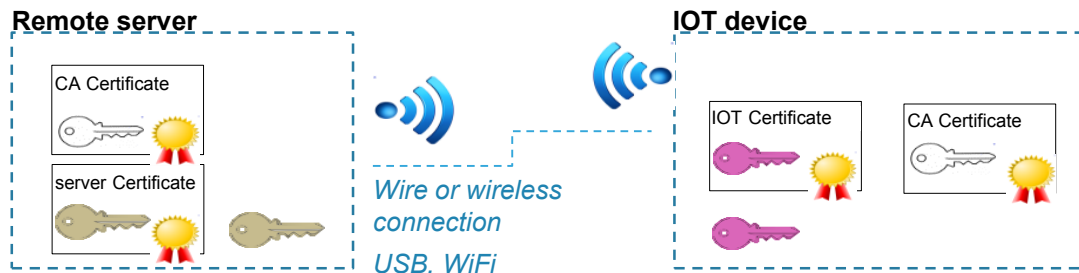 Remote server
IOT device
CA Certificate
server Certificate
Wire or wireless
connection
USB, WiFi
IOT Certificate
CA Certificate